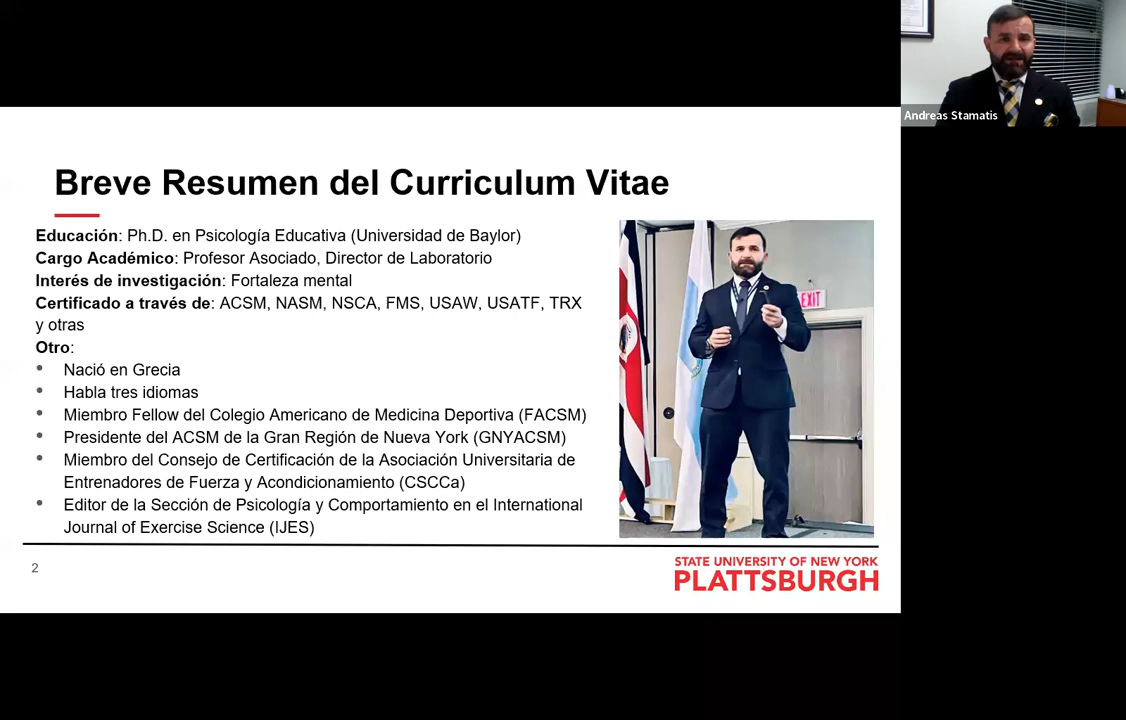 Andreas Stamatis
Breve Resumen del Curriculum Vitae
Educación: Ph.D. en Psicología Educativa (Universidad de Baylor)
Cargo Académico: Profesor Asociado, Director de Laboratorio
Interés de investigación: Fortaleza mental
Certificado a través de: ACSM, NASM, NSCA, FMS, USAW, USATF, TRX
y otras
Otro:
• Nació en Grecia
• Habla tres idiomas
• Miembro Fellow del Colegio Americano de Medicina Deportiva (FACSM)
• Presidente del ACSM de la Gran Región de Nueva York (GNYACSM)
• Miembro del Consejo de Certificación de la Asociación Universitaria de
Entrenadores de Fuerza y Acondicionamiento (CSCCa)
• Editor de la Sección de Psicología y Comportamiento en el International
Journal of Exercise Science (IJES)
EXIT
2
STATE UNIVERSITY OF NEW YORK
PLATTSBURGH